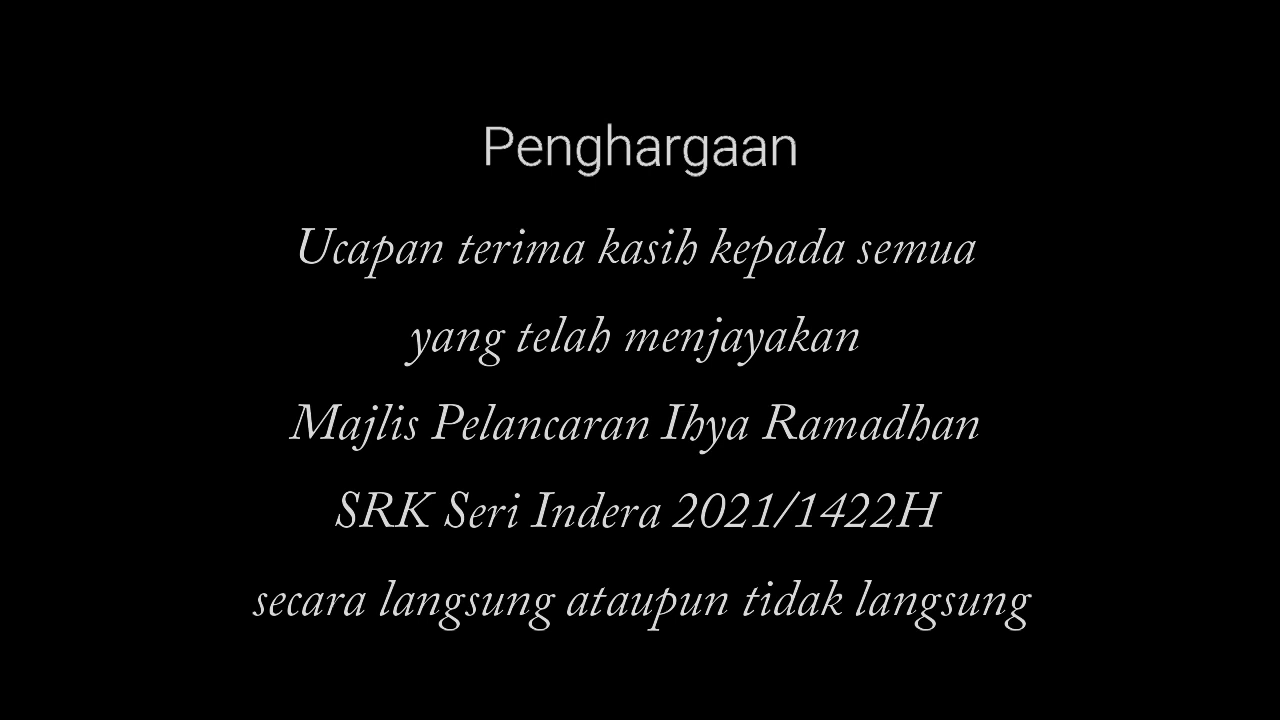 Penghargaan
Ucapan terima kasih kepada semua
yang telah menjayakan
Majlis Pelancaran Ihya Ramadhan
SRK Seri Indera 2021/1422H
secara langsung ataupun tidak langsung